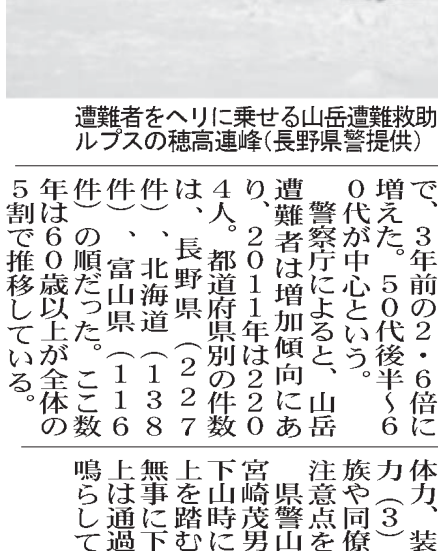 遭難者をヘリに乗せる山岳遭難救助
ルプスの穂高連峰（長野県警提供）
で、３年前の２・６倍に
増えた。５０代後半～６
０代が中心という。
警察庁によると、山岳
遭難者は増加傾向にあ
り、２０１１年は２２０
４人。都道府県別の件数
は、長野県（２２７
件）、北海道（１３８
件）、富山県（１１６
件）の順だった。ここ数
年は６０歳以上が全体の
５割で推移している。
体力、装
力（３）
族や同僚
注意点を
県警山
宮崎茂男
下山時に
上を踏む
無事に下
上は通過
鳴らして